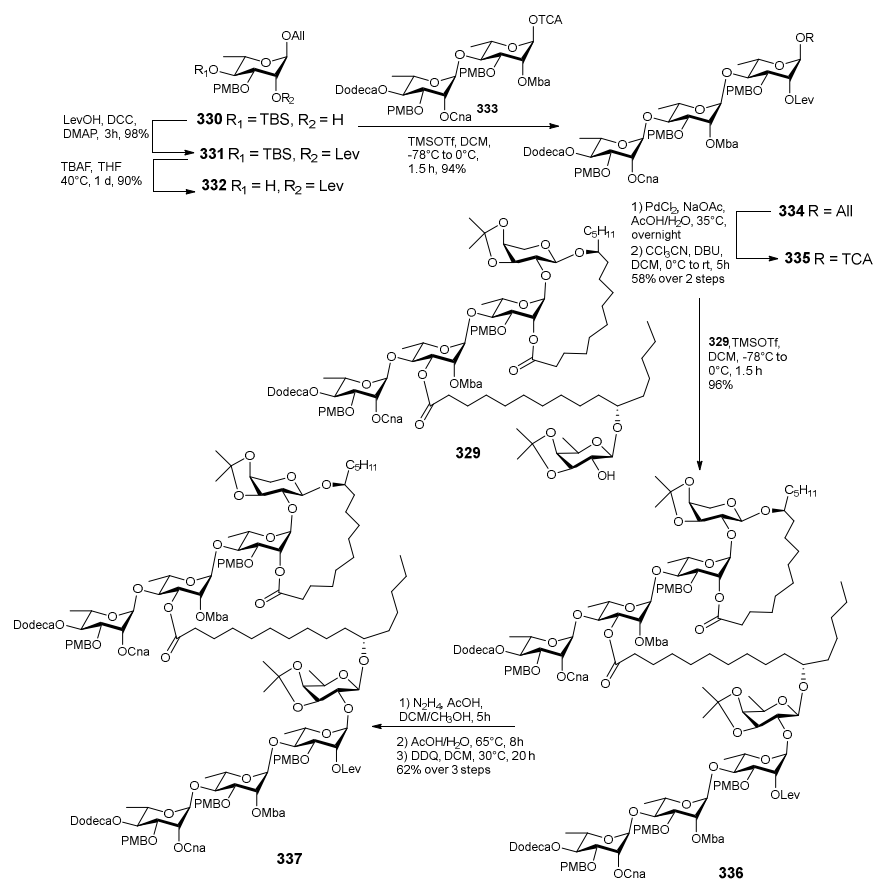 OAll
O
R₁O
PMBO
OR₂
LevOH, DCC,
DMAP, 3h, 98%
330 R₁ = TBS, R₂ = H
331 R₁ = TBS, R₂ = Lev
TBAF, THF
40°C, 1 d, 90%
332 R₁ = H, R₂ = Lev
OTCA
O
O
PMBO
OMba
O
DodecaO
PMBO
OCna
333
TMSOTf, DCM,
-78°C to 0°C,
1.5 h, 94%
OR
O
O
PMBO
OLev
O
O
PMBO
OMba
O
DodecaO
PMBO
OCna
1) PdCl₂, NaOAc,
AcOH/H₂O, 35°C,
overnight
2) CCl₃CN, DBU,
DCM, 0°C to rt, 5h
58% over 2 steps
334 R = All
335 R = TCA
329,TMSOTf,
DCM, -78°C to
0°C, 1.5 h
96%
O
O
O
O
C₅H₁₁
O
O
O
PMBO
O
O
O
O
O
OMba
O
DodecaO
PMBO
OCna
O
O
O
O
O
OH
329
O
O
O
O
C₅H₁₁
O
O
O
PMBO
O
O
O
O
O
OMba
O
DodecaO
PMBO
OCna
O
O
O
O
O
O
O
O
PMBO
OLev
O
O
PMBO
OMba
O
DodecaO
PMBO
OCna
337
1) N₂H₄, AcOH,
DCM/CH₃OH, 5h
2) AcOH/H₂O, 65°C, 8h
3) DDQ, DCM, 30°C, 20 h
62% over 3 steps
O
O
O
O
C₅H₁₁
O
O
O
PMBO
O
O
O
O
O
OMba
O
DodecaO
PMBO
OCna
O
O
O
O
O
O
O
O
PMBO
OLev
O
O
PMBO
OMba
O
DodecaO
PMBO
OCna
336